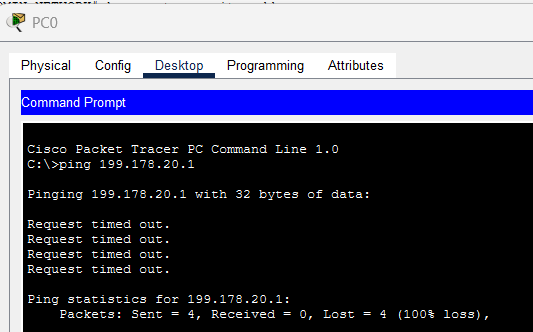 PC0
Physical Config Desktop Programming Attributes
Command Prompt
Cisco Packet Tracer PC Command Line 1.0
C:\>ping 199.178.20.1
Pinging 199.178.20.1 with 32 bytes of data:
Request timed out.
Request timed out.
Request timed out.
Request timed out.
Ping statistics for 199.178.20.1:
Packets: Sent = 4, Received = 0, Lost = 4 (100% loss),